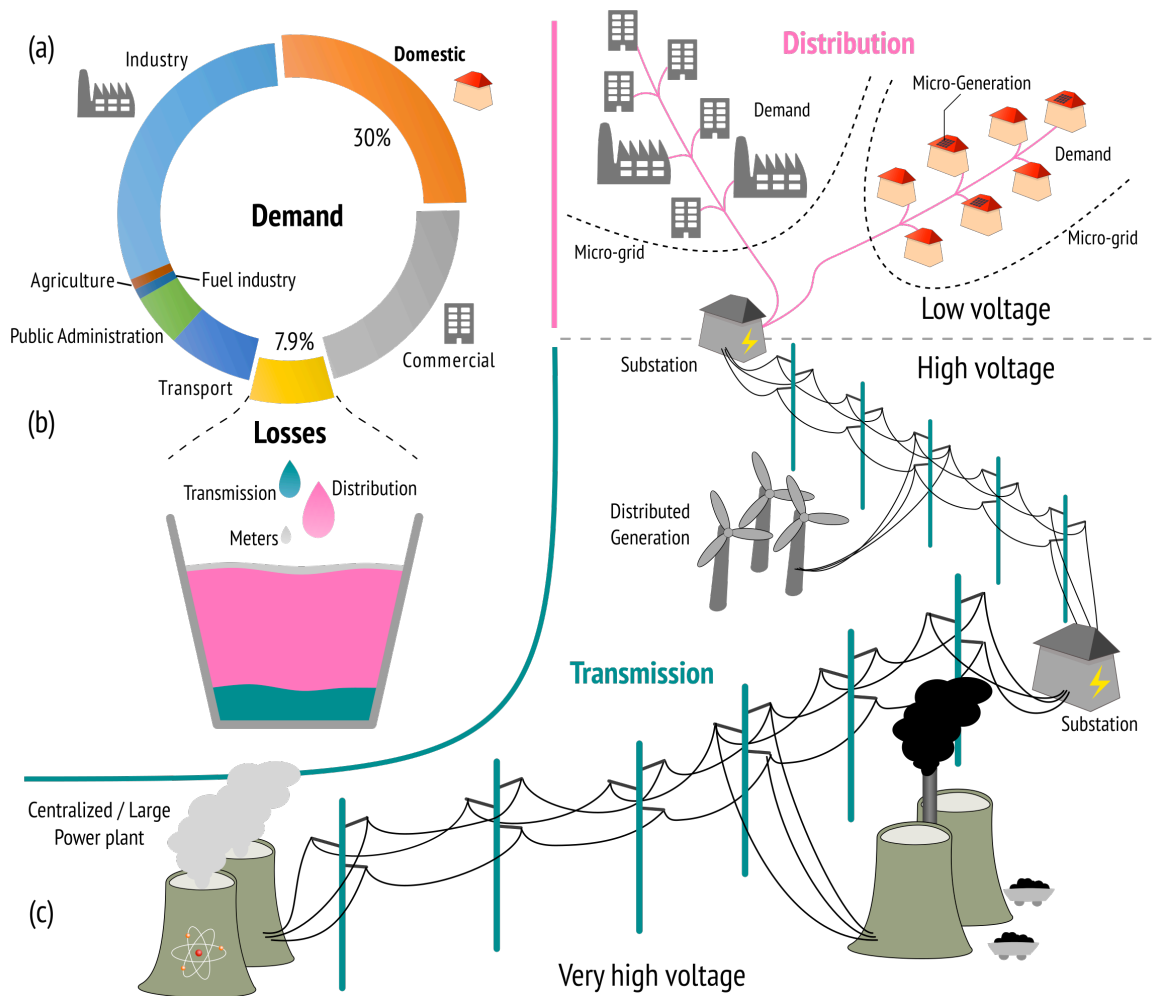 (a)
Industry
Domestic
30%
Demand
Agriculture
Fuel industry
Public Administration
7.9%
Commercial
Transport
(b)
Losses
Transmission
Distribution
Meters
Distribution
Micro-Generation
Demand
Demand
Micro-grid
Micro-grid
Low voltage
Substation
High voltage
Distributed
Generation
Transmission
Substation
Centralized / Large
Power plant
(c)
Very high voltage